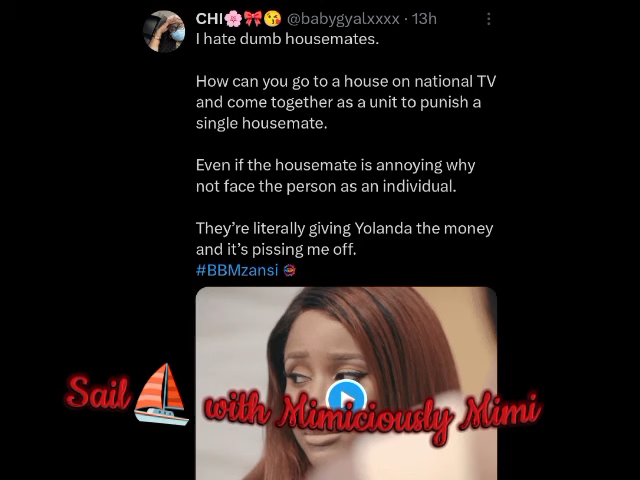 CHI🌸🎀😘 @babygyalxxxx · 13h
I hate dumb housemates.
How can you go to a house on national TV
and come together as a unit to punish a
single housemate.
Even if the housemate is annoying why
not face the person as an individual.
They're literally giving Yolanda the money
and it's pissing me off.
#BBMzansi
Sail⛵ with Mimiciously Mimi